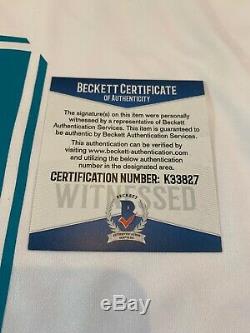 BECKETT CERTIFICATE
OF AUTHENTICITY
The signature(s) on this item were personally
witnessed by a representative of Beckett
Authentication Services. This item is guaranteed
to be authentic by Beckett Authentication Services.
This authentication can be verified by
visiting www.beckett-authentication.com
and utilizing the below authentication
number in the designated area.
CERTIFICATION NUMBER: K33827
WITNESSED
BECKETT
B